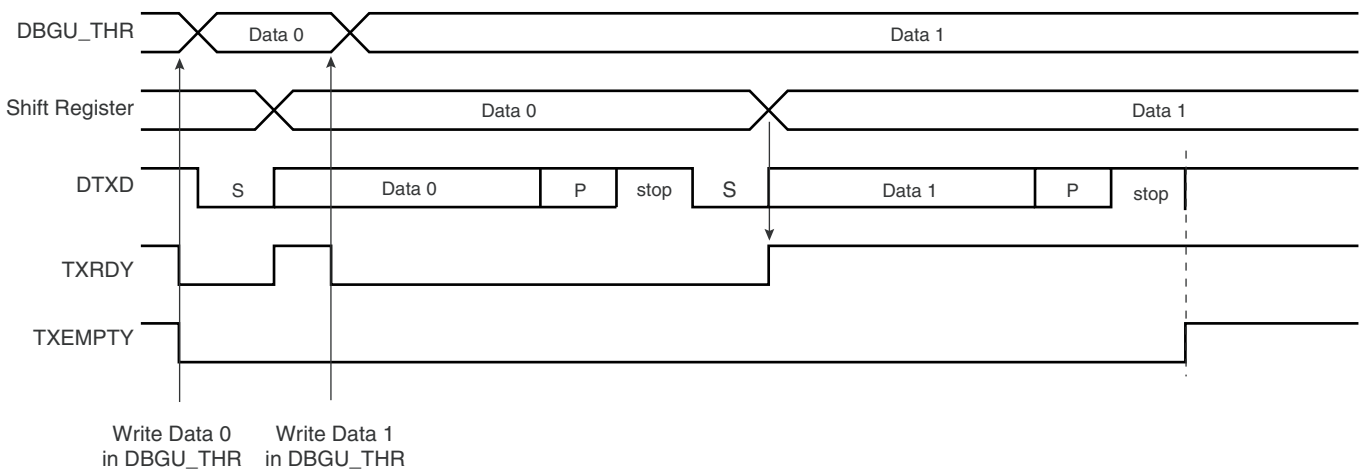 DBGU_THR
Data 0
Data 1
Shift Register
Data 0
Data 1
DTXD
S
Data 0
P
stop
S
Data 1
P
stop
TXRDY
TXEMPTY
Write Data 0
in DBGU_THR
Write Data 1
in DBGU_THR